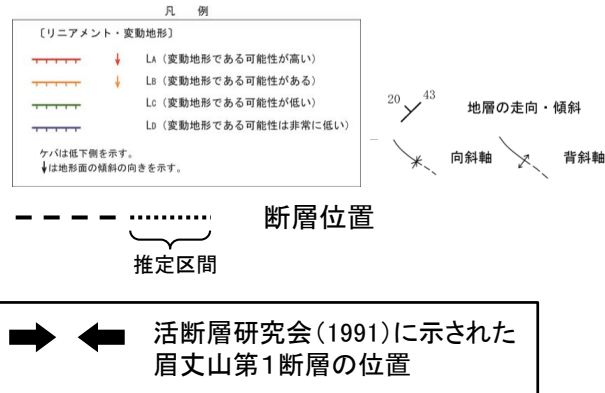 凡 例
〔リニアメント・変動地形〕
LA（変動地形である可能性が高い）
LB（変動地形である可能性がある）
LC（変動地形である可能性が低い）
LD（変動地形である可能性は非常に低い）
ケバは低下側を示す。
↓は地形面の傾斜の向きを示す。
20 43 地層の走向・傾斜
向斜軸 背斜軸
断層位置
推定区間
活断層研究会(1991)に示された
眉丈山第1断層の位置